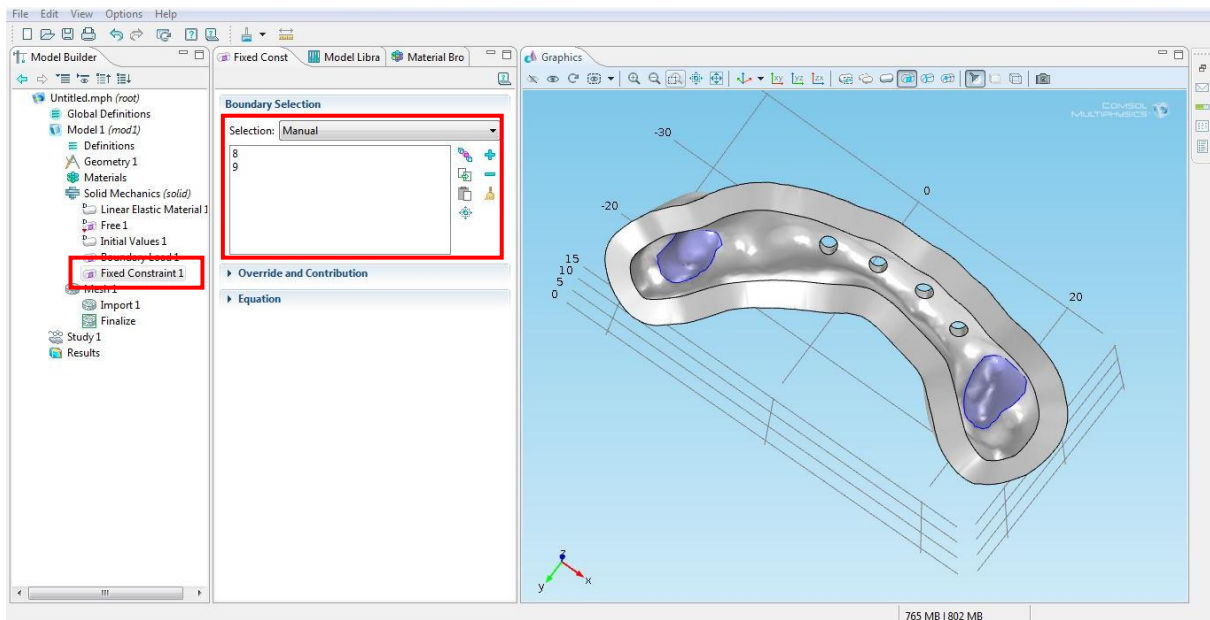 File Edit View Options Help
Model Builder
Untitled.mph (root)
Global Definitions
Model 1 (mod1)
Definitions
Geometry 1
Materials
Solid Mechanics (solid)
Linear Elastic Material 1
Free 1
Initial Values 1
Boundary Load 1
Fixed Constraint 1
Mesh 1
Import 1
Finalize
Study 1
Results
Fixed Const Model Libra Material Bro
Boundary Selection
Selection: Manual
8
9
Override and Contribution
Equation
Graphics
xy yz zx
COMSOL
MULTIPHYSICS
-30
0
-20
15
10
5
0
20
z
y x
765 MB | 802 MB